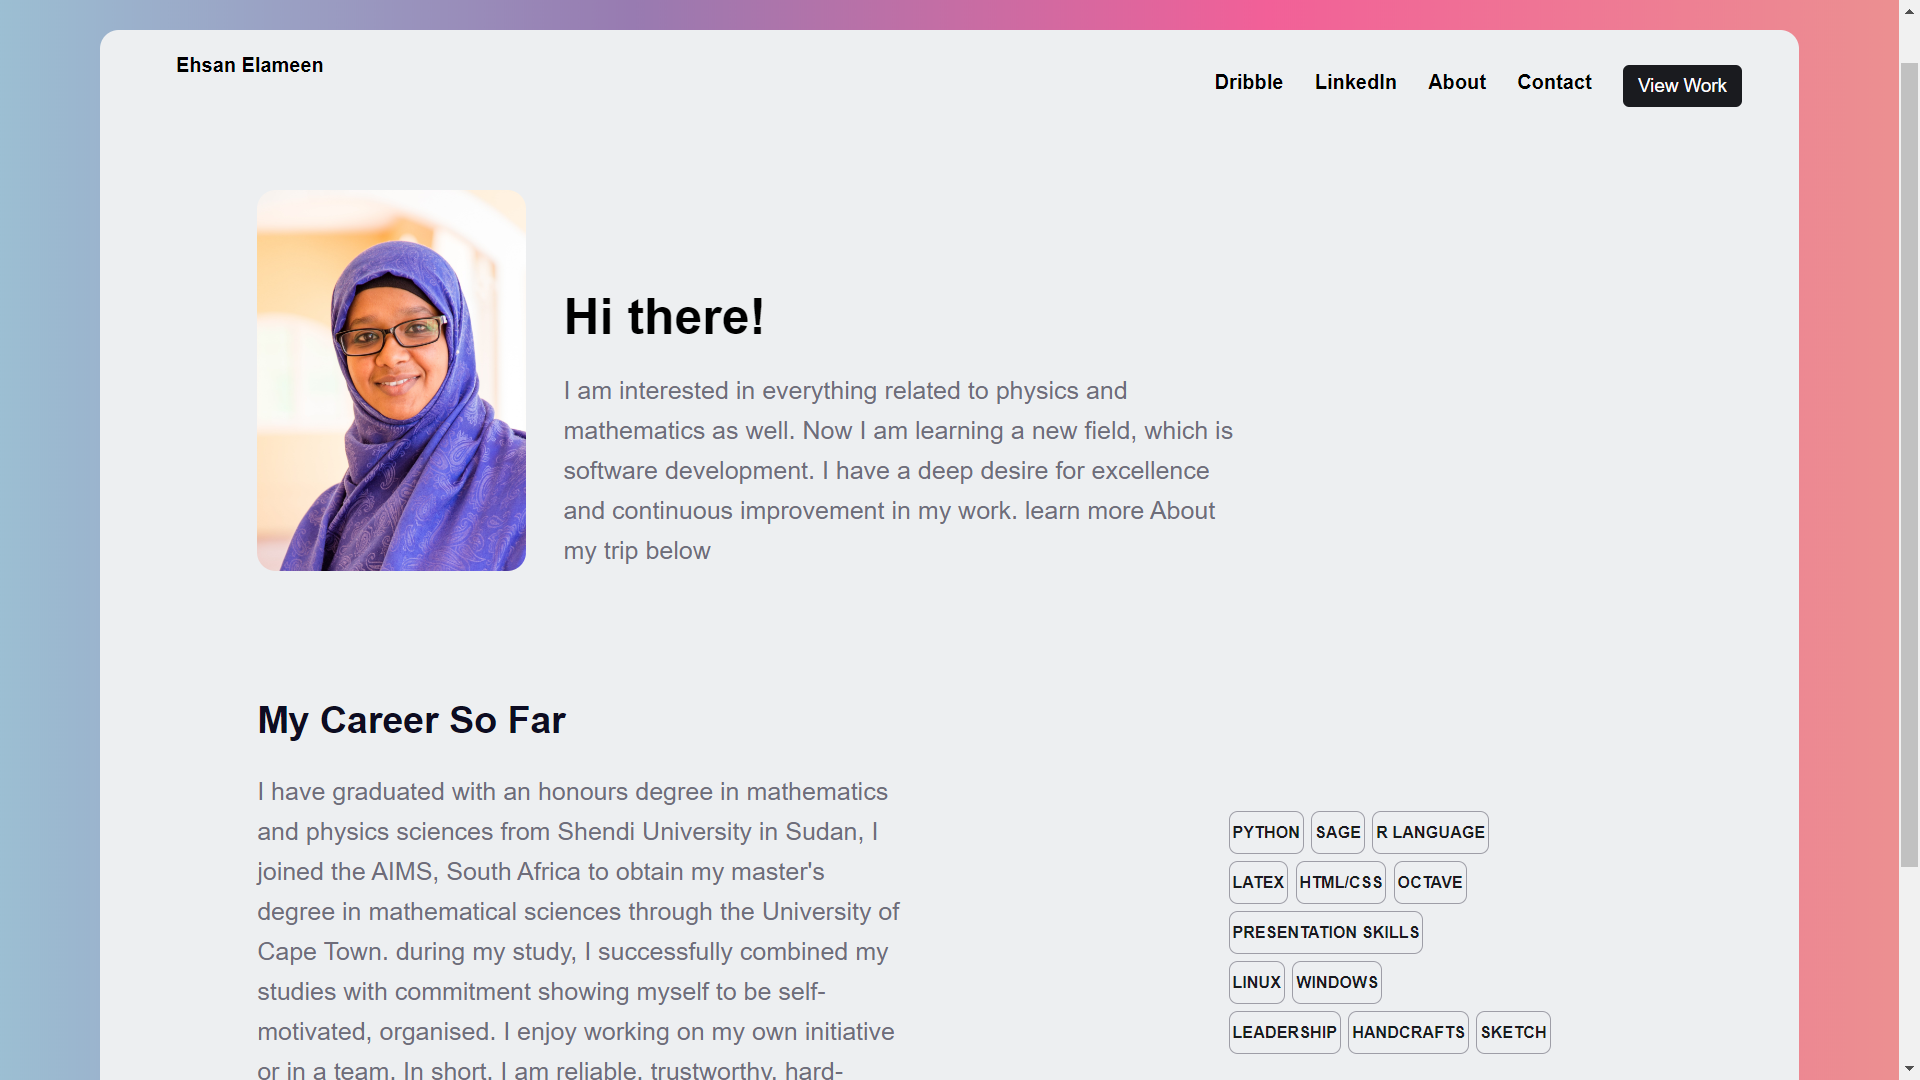 Ehsan Elameen
Dribble LinkedIn About Contact View Work
Hi there!
I am interested in everything related to physics and
mathematics as well. Now I am learning a new field, which is
software development. I have a deep desire for excellence
and continuous improvement in my work. learn more About
my trip below
My Career So Far
I have graduated with an honours degree in mathematics
and physics sciences from Shendi University in Sudan, I
joined the AIMS, South Africa to obtain my master's
degree in mathematical sciences through the University of
Cape Town. during my study, I successfully combined my
studies with commitment showing myself to be self-
motivated, organised. I enjoy working on my own initiative
or in a team. In short, I am reliable, trustworthy, hard-
PYTHON SAGE R LANGUAGE
LATEX HTML/CSS OCTAVE
PRESENTATION SKILLS
LINUX WINDOWS
LEADERSHIP HANDCRAFTS SKETCH